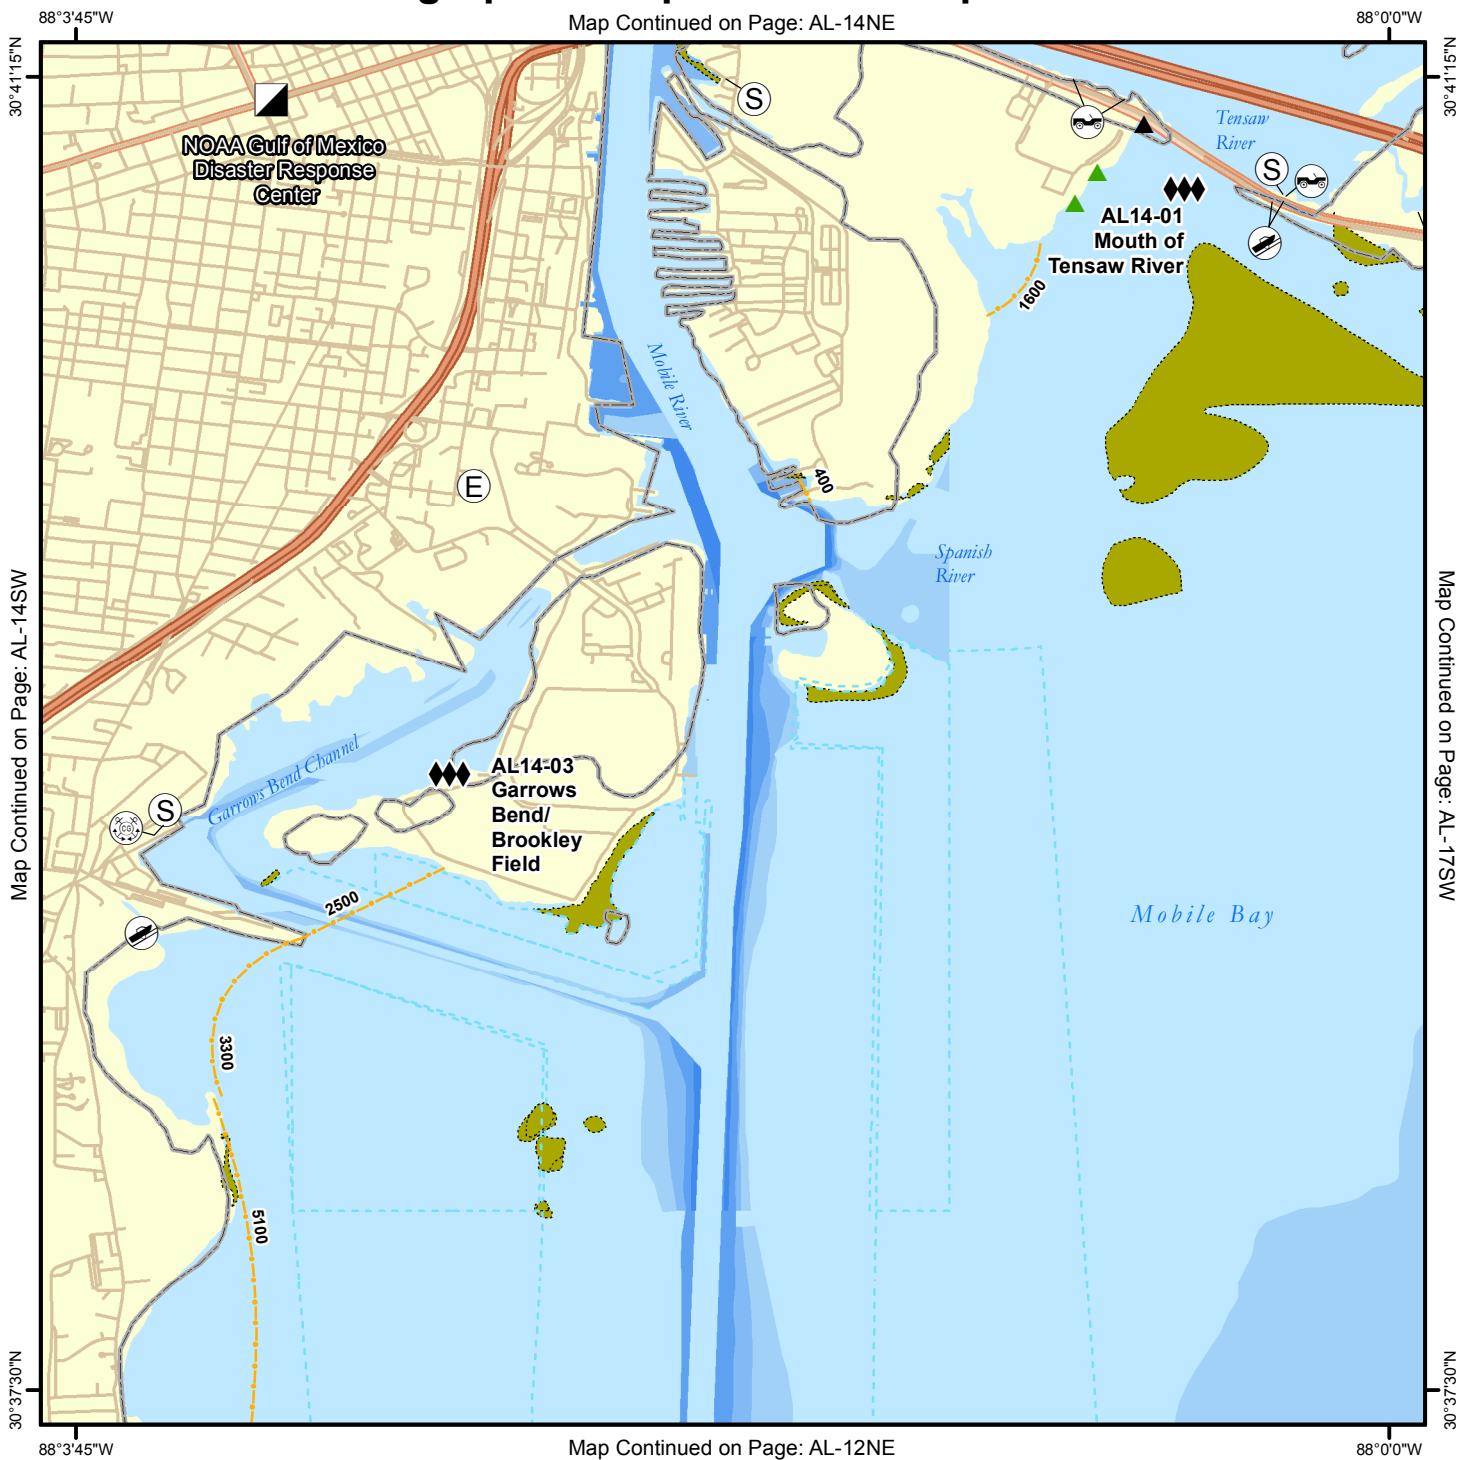 88°3'45"W
Map Continued on Page: AL-14NE
88°0'0"W
30°41'15"N
30°41'15"N
NOAA Gulf of Mexico
Disaster Response
Center
S
Tensaw
River
S
AL14-01
Mouth of
Tensaw River
1600
Mobile River
400
E
Spanish
River
Map Continued on Page: AL-14SW
Map Continued on Page: AL-17SW
Garrows Bend Channel
AL14-03
Garrows
Bend/
Brookley
Field
S
CG
2500
Mobile Bay
3300
5100
30°37'30"N
30°37'30"N
88°3'45"W
Map Continued on Page: AL-12NE
88°0'0"W